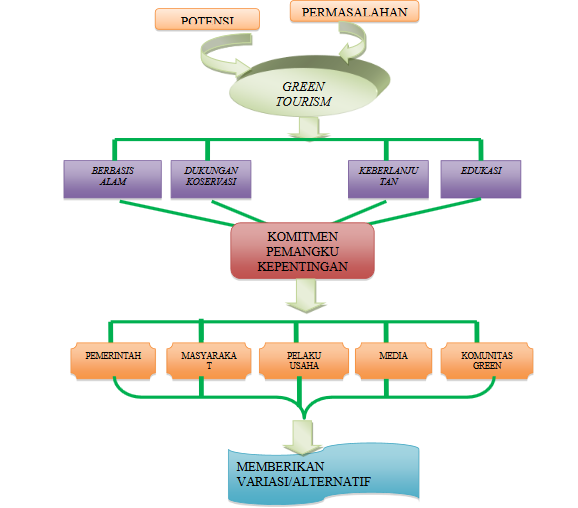 POTENSI
PERMASALAHAN
GREEN
TOURISM
BERBASIS
ALAM
DUKUNGAN
KOSERVASI
KEBERLANJU
TAN
EDUKASI
KOMITMEN
PEMANGKU
KEPENTINGAN
PEMERINTAH
MASYARAKA
T
PELAKU
USAHA
MEDIA
KOMUNITAS
GREEN
MEMBERIKAN
VARIASI/ALTERNATIF